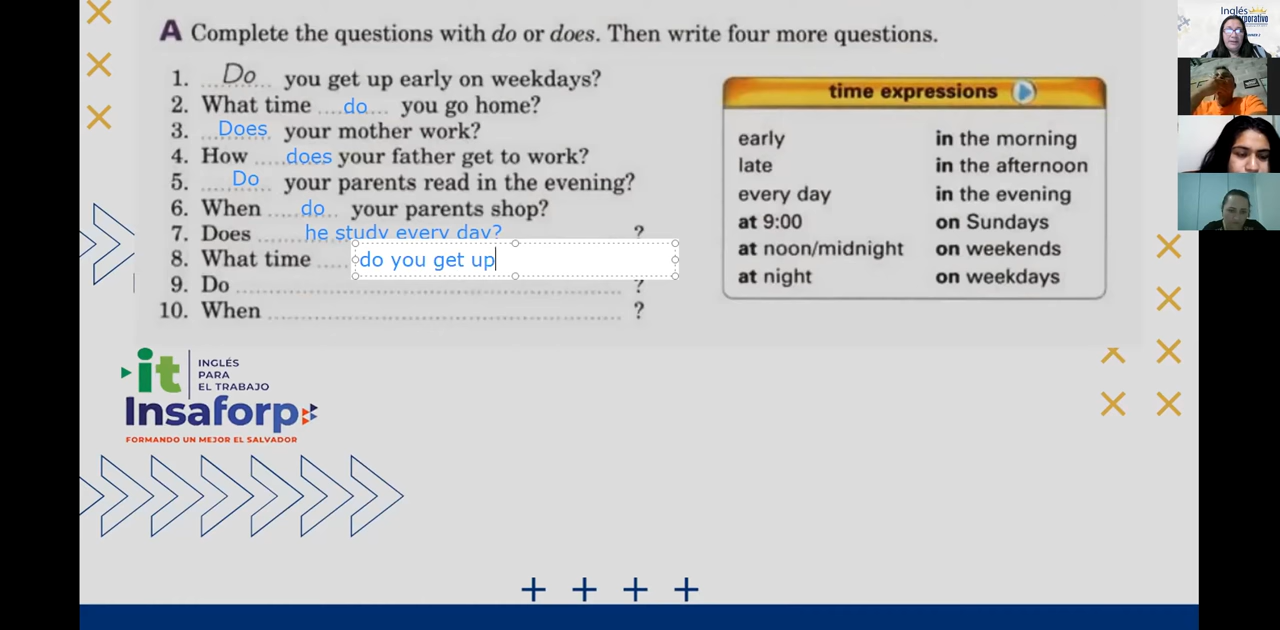 A Complete the questions with do or does. Then write four more questions.
1. Do you get up early on weekdays?
2. What time do you go home?
3. Does your mother work?
4. How does your father get to work?
5. Do your parents read in the evening?
6. When do your parents shop?
7. Does he study every day? ?
8. What time do you get up
9. Do ?
10. When ?
time expressions
early in the morning
late in the afternoon
every day in the evening
at 9:00 on Sundays
at noon/midnight on weekends
at night on weekdays
it INGLÉS
PARA
EL TRABAJO
Insaforp
FORMANDO UN MEJOR EL SALVADOR
Inglés